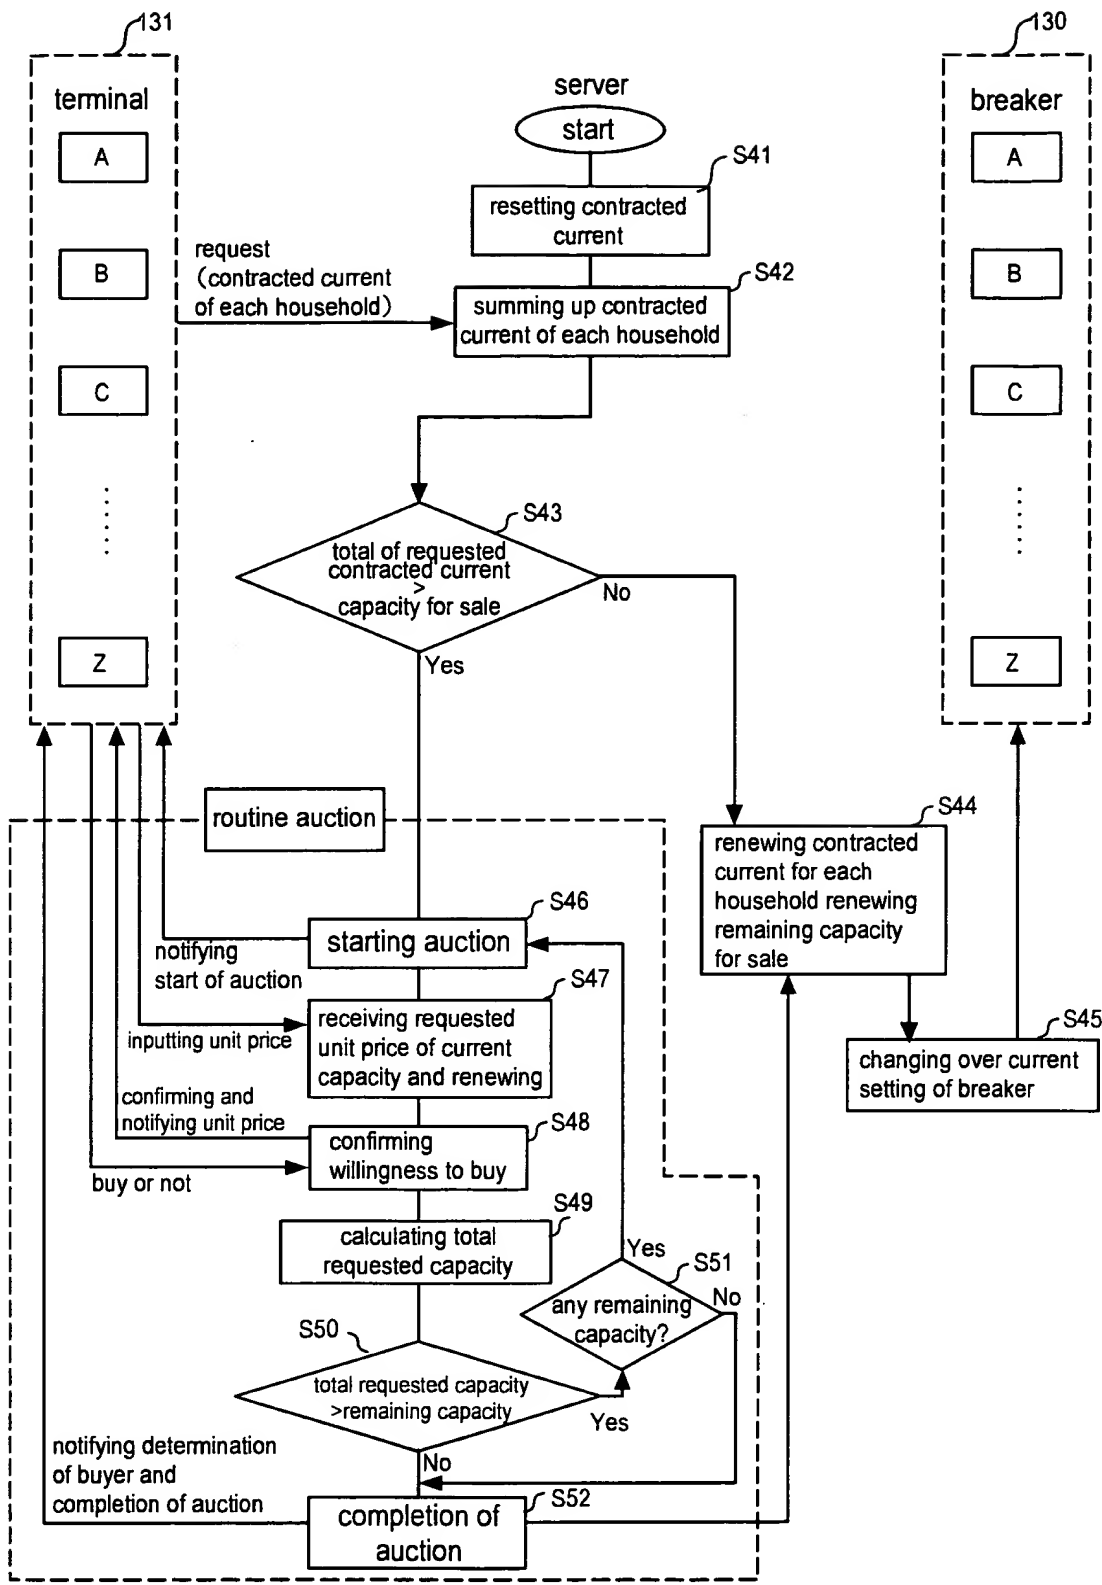 131
terminal
A
B
C
Z
130
breaker
A
B
C
Z
server
start
S41
resetting contracted
current
request
(contracted current
of each household)
S42
summing up contracted
current of each household
S43
total of requested
contracted current
>
capacity for sale
No
Yes
routine auction
S44
renewing contracted
current for each
household renewing
remaining capacity
for sale
S45
changing over current
setting of breaker
S46
starting auction
notifying
start of auction
S47
receiving requested
unit price of current
capacity and renewing
inputting unit price
confirming and
notifying unit price
S48
confirming
willingness to buy
buy or not
S49
calculating total
requested capacity
Yes
S51
any remaining
capacity?
No
S50
total requested capacity
>remaining capacity
Yes
No
notifying determination
of buyer and
completion of auction
S52
completion of
auction